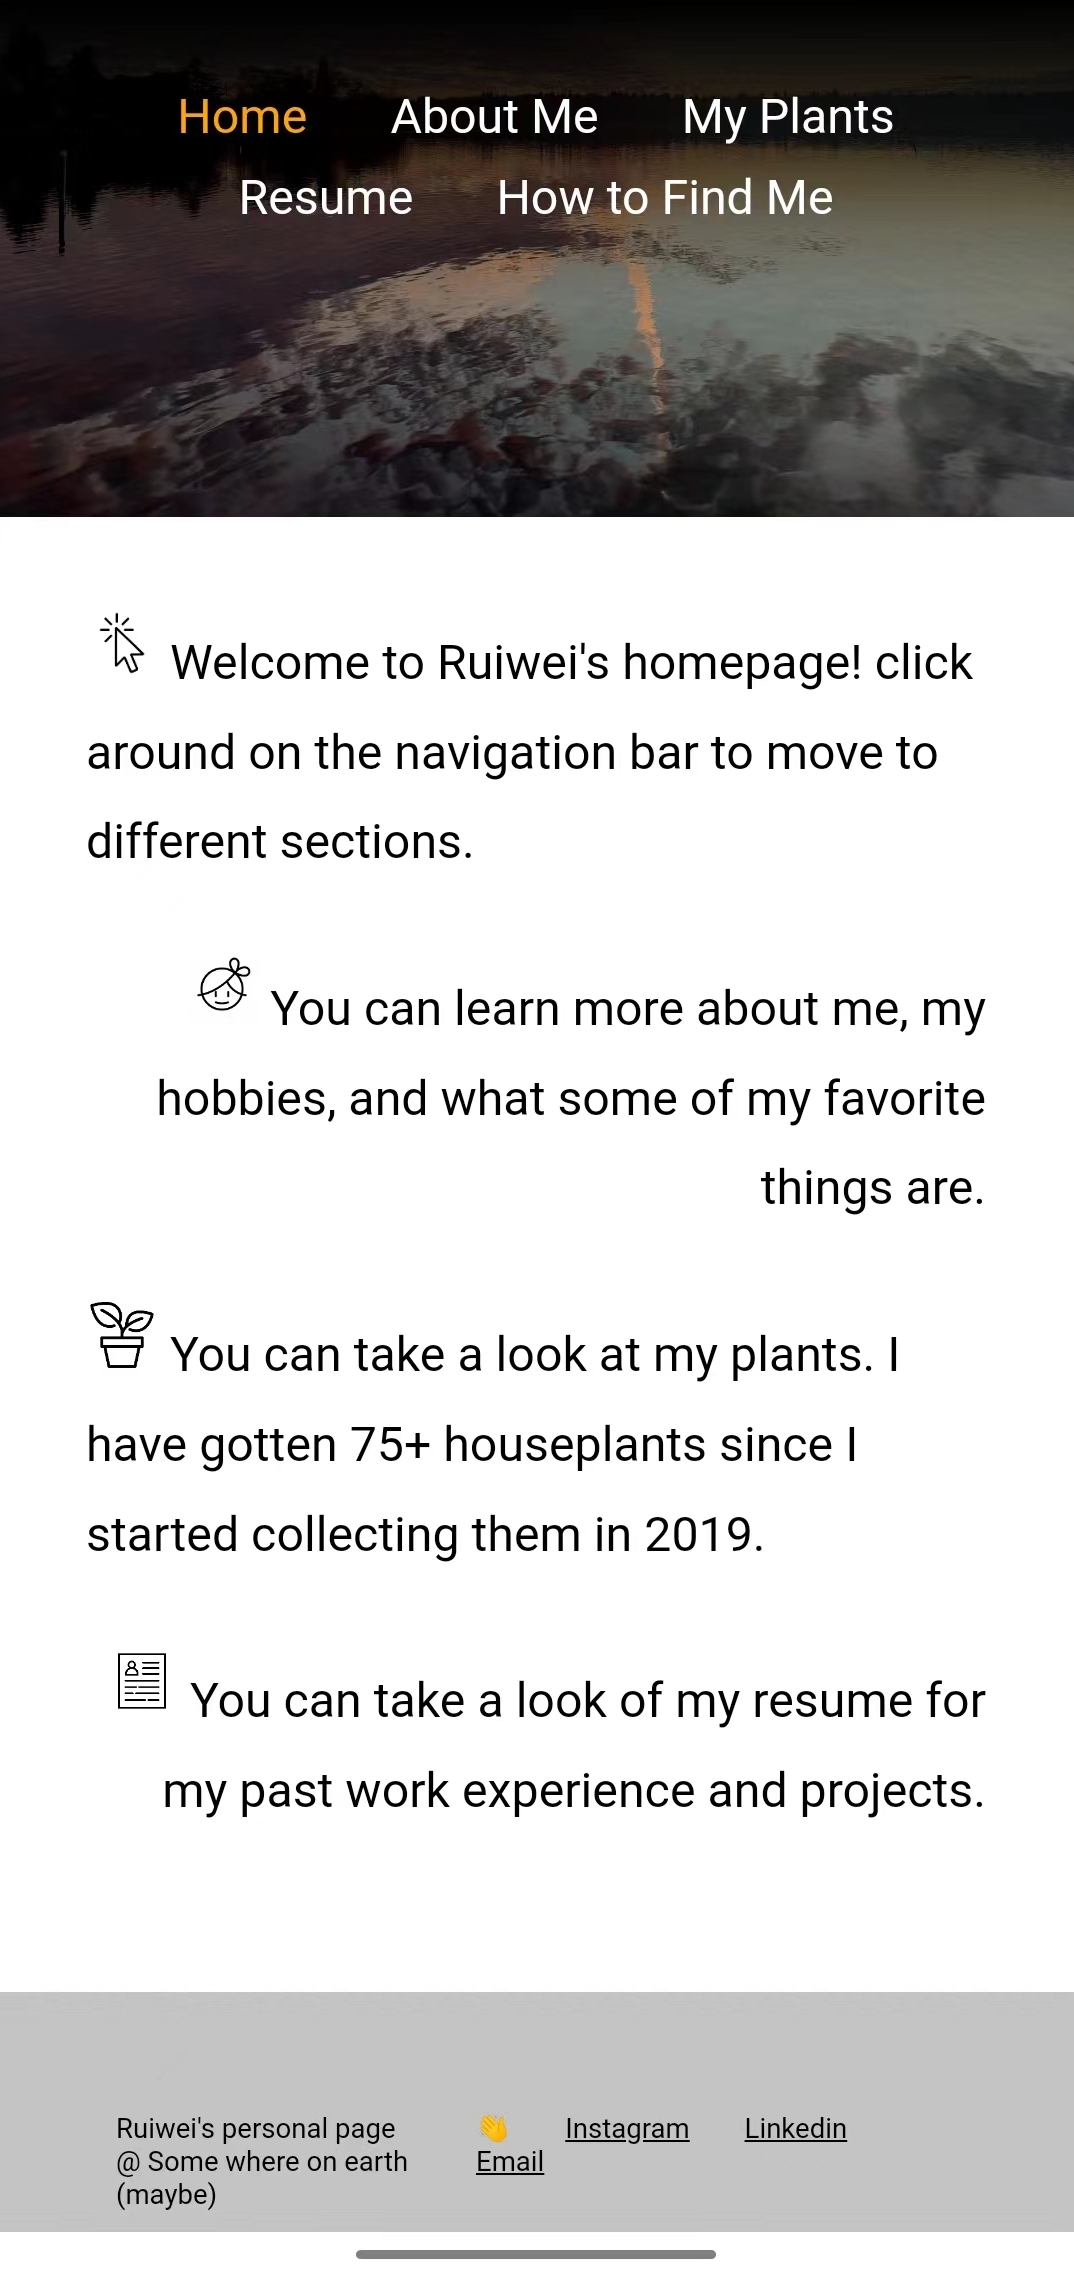 Home About Me My Plants
Resume How to Find Me
Welcome to Ruiwei's homepage! click
around on the navigation bar to move to
different sections.
You can learn more about me, my
hobbies, and what some of my favorite
things are.
You can take a look at my plants. I
have gotten 75+ houseplants since I
started collecting them in 2019.
You can take a look of my resume for
my past work experience and projects.
Ruiwei's personal page
@ Some where on earth
(maybe)
👋 Instagram Linkedin
Email